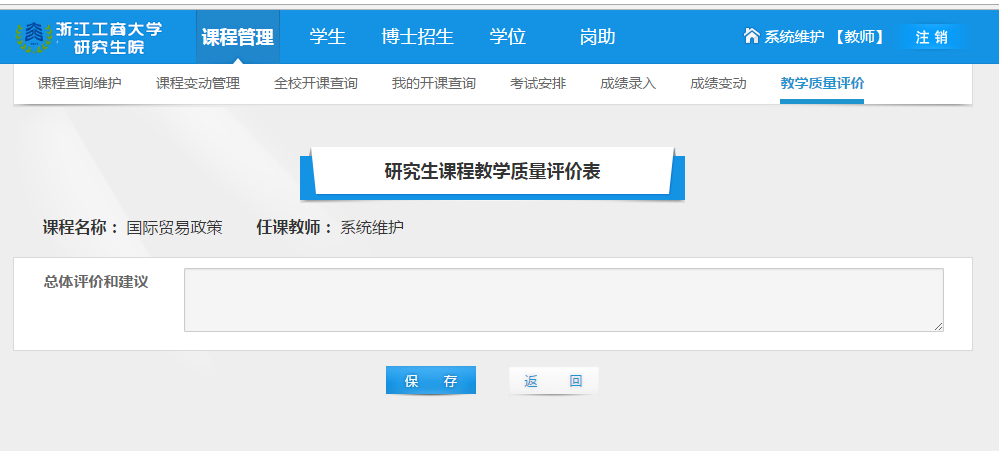 浙江工商大学
研究生院
课程管理 学生 博士招生 学位 岗助 系统维护 【教师】 注 销
课程查询维护 课程变动管理 全校开课查询 我的开课查询 考试安排 成绩录入 成绩变动 教学质量评价
研究生课程教学质量评价表
课程名称： 国际贸易政策 任课教师： 系统维护
总体评价和建议
保 存 返 回